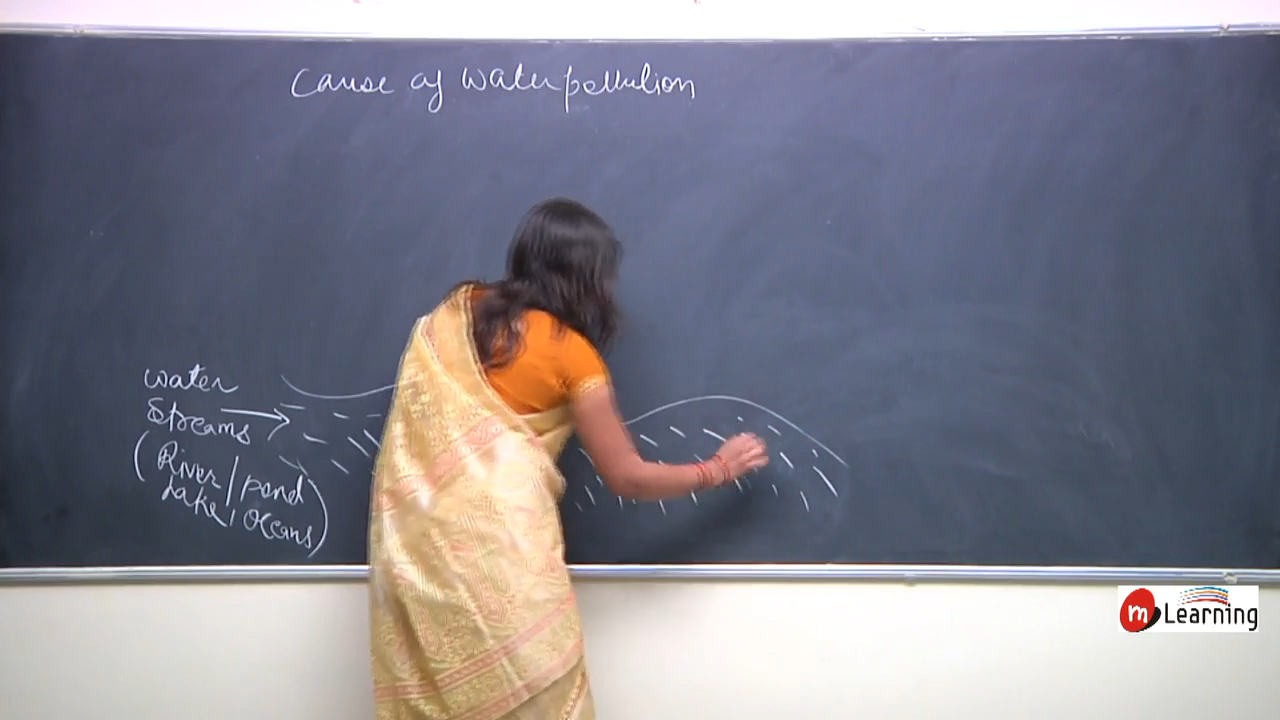 Cause of water pollution
water
streams
(River/pond
Lake, Oceans)
m Learning